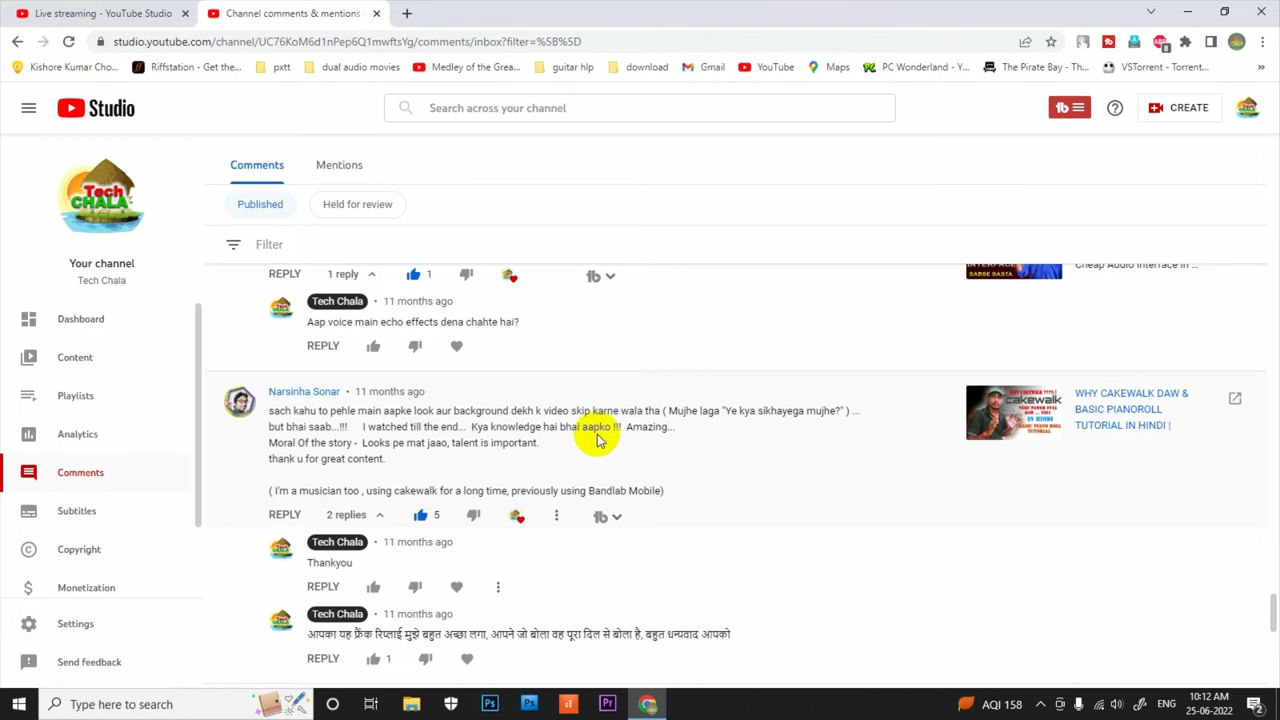 Live streaming - YouTube Studio
Channel comments & mentions
studio.youtube.com/channel/UC76KoM6d1nPep6Q1mwftsYg/comments/inbox?filter=%5B%5D
Kishore Kumar Cho...
Riffstation - Get the...
pxtt
dual audio movies
Medley of the Grea...
guitar hlp
download
Gmail
YouTube
Maps
PC Wonderland - Y...
The Pirate Bay - Th...
VSTorrent - Torrent...
Studio
Search across your channel
CREATE
Tech
CHALA
Your channel
Tech Chala
Dashboard
Content
Playlists
Analytics
Comments
Subtitles
Copyright
Monetization
Settings
Send feedback
Comments
Mentions
Published
Held for review
Filter
REPLY 1 reply 1
INTERFACE
SABSE SASTA
Cheap Audio Interface in ...
Tech Chala • 11 months ago
Aap voice main echo effects dena chahte hai?
REPLY
Narsinha Sonar • 11 months ago
sach kahu to pehle main aapke look aur background dekh k video skip karne wala tha ( Mujhe laga "Ye kya sikhayega mujhe?" ) ...
but bhai saab...!!!! I watched till the end... Kya knowledge hai bhai aapko !!! Amazing...
Moral Of the story - Looks pe mat jaao, talent is important.
thank u for great content.
( I'm a musician too , using cakewalk for a long time, previously using Bandlab Mobile)
REPLY 2 replies 5
cakewalk
WHY CAKEWALK DAW &
BASIC PIANOROLL
TUTORIAL IN HINDI |
Tech Chala • 11 months ago
Thankyou
REPLY
Tech Chala • 11 months ago
आपका यह फ्रैंक रिप्लाई मुझे बहुत अच्छा लगा, आपने जो बोला वह पूरा दिल से बोला है, बहुत धन्यवाद आपको
REPLY 1
Type here to search
AQI 158
ENG
10:12 AM
25-06-2022